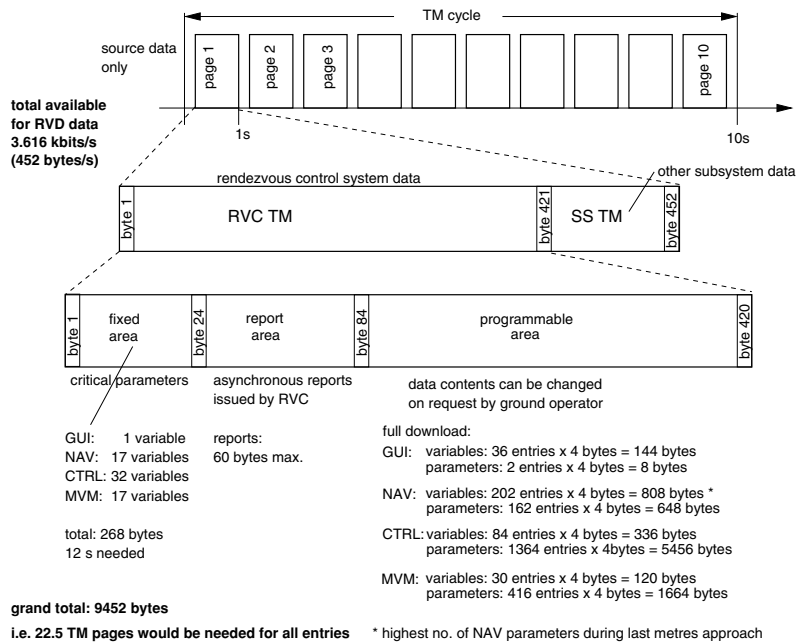 TM cycle
source data
only
page 1
page 2
page 3
page 10
total available
for RVD data
3.616 kbits/s
(452 bytes/s)
1s
10s
other subsystem data
rendezvous control system data
byte 1
RVC TM
byte 421
SS TM
byte 452
byte 1
fixed
area
byte 24
report
area
byte 84
programmable
area
byte 420
critical parameters
asynchronous reports
issued by RVC
data contents can be changed
on request by ground operator
GUI: 1 variable
NAV: 17 variables
CTRL: 32 variables
MVM: 17 variables
total: 268 bytes
12 s needed
reports:
60 bytes max.
full download:
GUI: variables: 36 entries x 4 bytes = 144 bytes
parameters: 2 entries x 4 bytes = 8 bytes
NAV: variables: 202 entries x 4 bytes = 808 bytes *
parameters: 162 entries x 4 bytes = 648 bytes
CTRL: variables: 84 entries x 4 bytes = 336 bytes
parameters: 1364 entries x 4bytes = 5456 bytes
MVM: variables: 30 entries x 4 bytes = 120 bytes
parameters: 416 entries x 4 bytes = 1664 bytes
grand total: 9452 bytes
i.e. 22.5 TM pages would be needed for all entries
* highest no. of NAV parameters during last metres approach